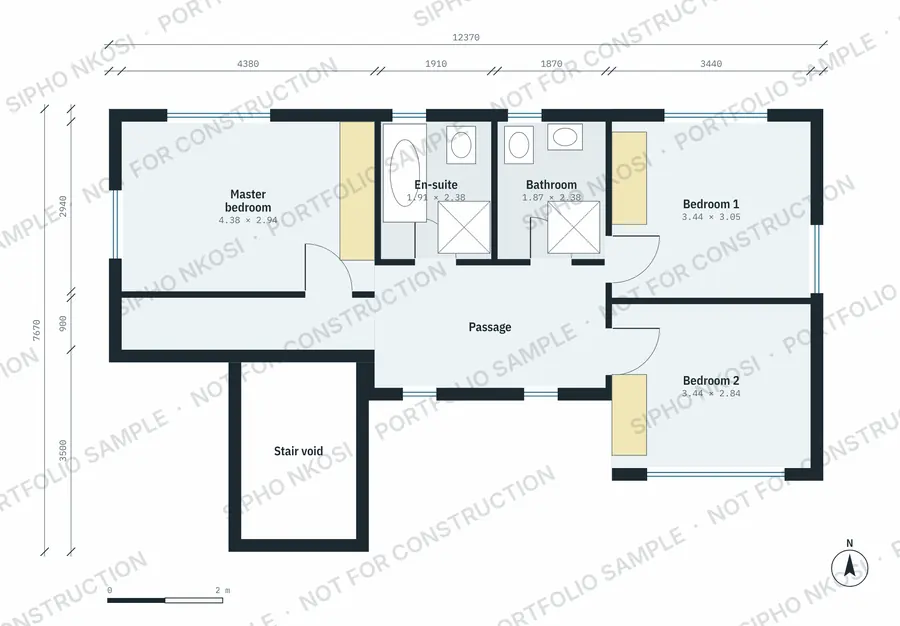 12370
4380 1910 1870 3440
Master
bedroom
4.38 × 2.94
En-suite
1.91 × 2.38
Bathroom
1.87 × 2.38
Bedroom 1
3.44 × 3.05
2940
900
7670
3500
Passage
Bedroom 2
3.44 × 2.84
Stair void
N
0 2 m
SIPHO NKOSI · PORTFOLIO SAMPLE · NOT FOR CONSTRUCTION